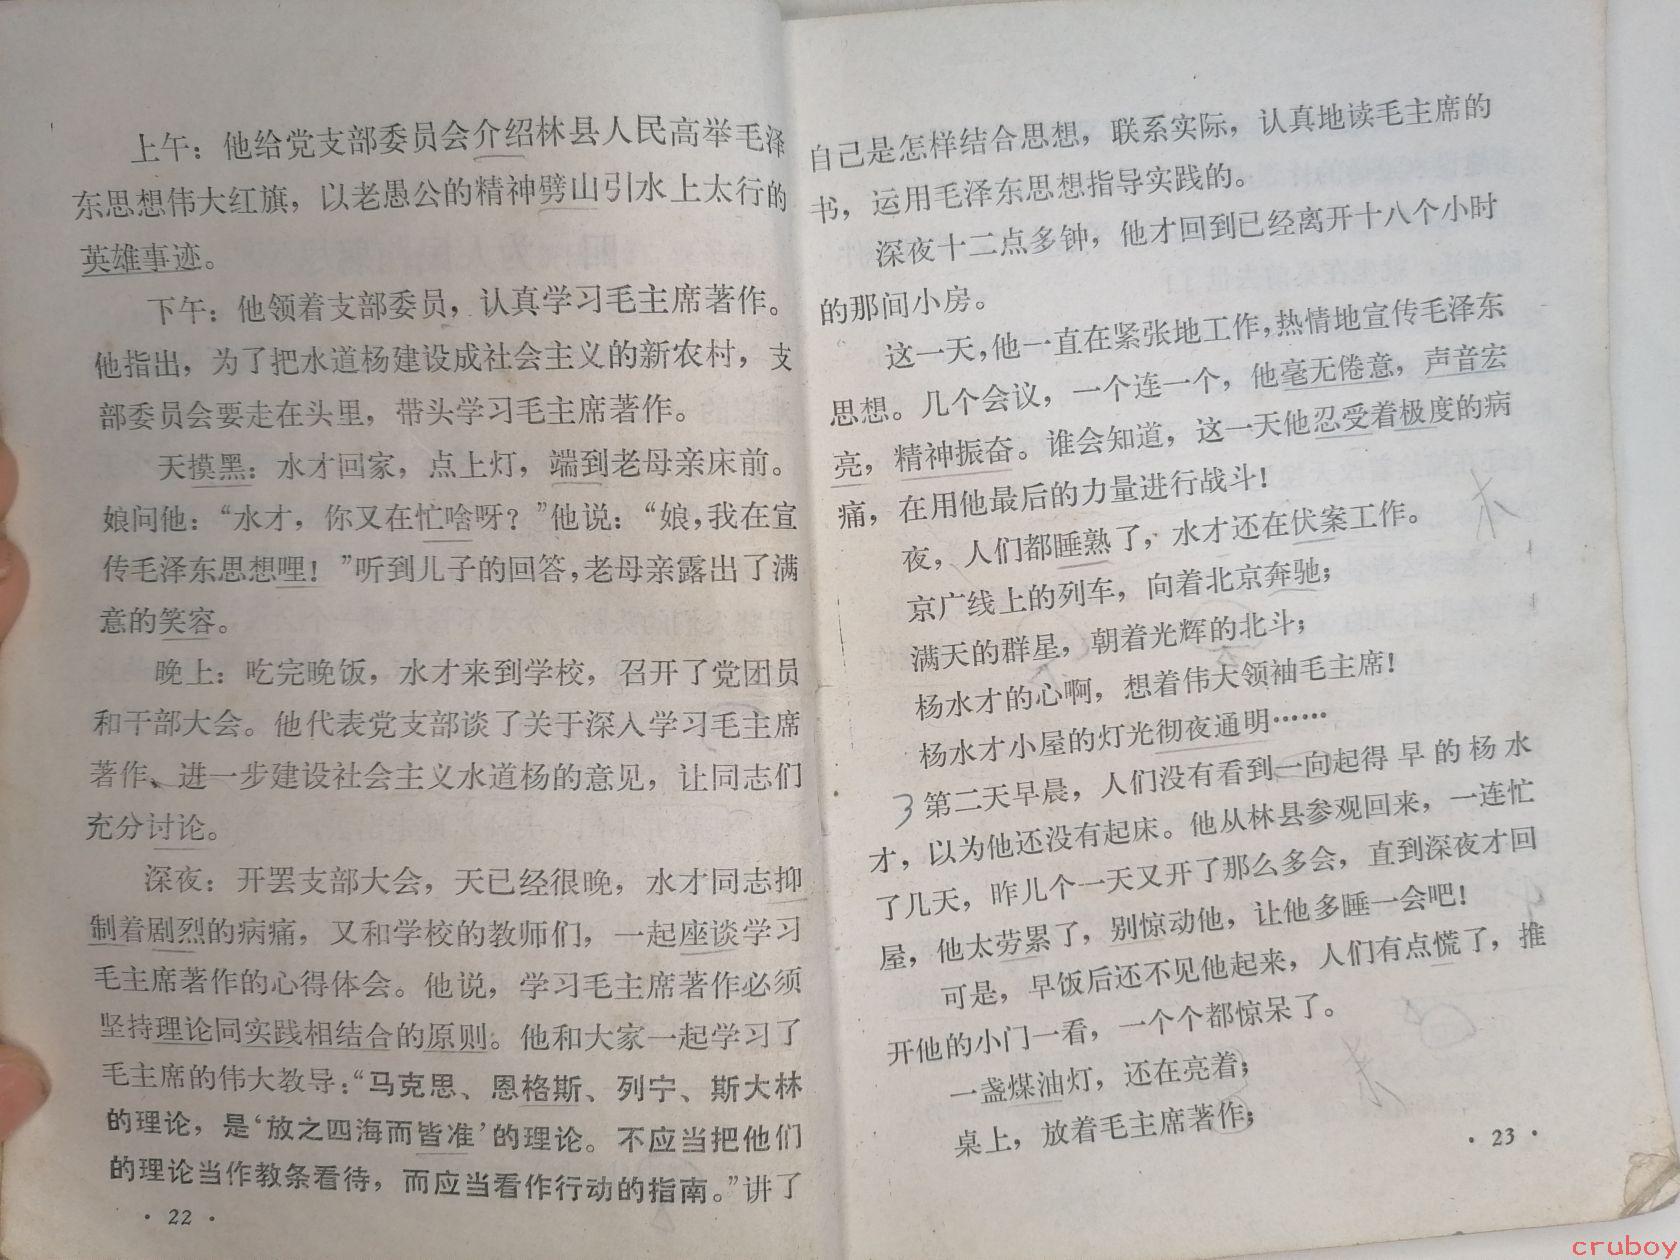 上午：他给党支部委员会介绍林县人民高举毛泽
东思想伟大红旗，以老愚公的精神劈山引水上太行的
英雄事迹。
下午：他领着支部委员，认真学习毛主席著作。
他指出，为了把水道杨建设成社会主义的新农村，支
部委员会要走在头里，带头学习毛主席著作。
天摸黑：水才回家，点上灯，端到老母亲床前。
娘问他：“水才，你又在忙啥呀？”他说：“娘，我在宣
传毛泽东思想哩！”听到儿子的回答，老母亲露出了满
意的笑容。
晚上：吃完晚饭，水才来到学校，召开了党团员
和干部大会。他代表党支部谈了关于深入学习毛主席
著作、进一步建设社会主义水道杨的意见，让同志们
充分讨论。
深夜：开罢支部大会，天已经很晚，水才同志抑
制着剧烈的病痛，又和学校的教师们，一起座谈学习
毛主席著作的心得体会。他说，学习毛主席著作必须
坚持理论同实践相结合的原则。他和大家一起学习了
毛主席的伟大教导：“马克思、恩格斯、列宁、斯大林
的理论，是‘放之四海而皆准’的理论。不应当把他们
的理论当作教条看待，而应当看作行动的指南。”讲了
· 22 ·
自己是怎样结合思想，联系实际，认真地读毛主席的
书，运用毛泽东思想指导实践的。
深夜十二点多钟，他才回到已经离开十八个小时
的那间小房。
这一天，他一直在紧张地工作，热情地宣传毛泽东
思想。几个会议，一个连一个，他毫无倦意，声音宏
亮，精神振奋。谁会知道，这一天他忍受着极度的病
痛，在用他最后的力量进行战斗！
夜，人们都睡熟了，水才还在伏案工作。
京广线上的列车，向着北京奔驰；
满天的群星，朝着光辉的北斗；
杨水才的心啊，想着伟大领袖毛主席！
杨水才小屋的灯光彻夜通明……
3 第二天早晨，人们没有看到一向起得早的杨水
才，以为他还没有起床。他从林县参观回来，一连忙
了几天，昨儿个一天又开了那么多会，直到深夜才回
屋，他太劳累了，别惊动他，让他多睡一会吧！
可是，早饭后还不见他起来，人们有点慌了，推
开他的小门一看，一个个都惊呆了。
一盏煤油灯，还在亮着；
桌上，放着毛主席著作；
· 23 ·
cruboy